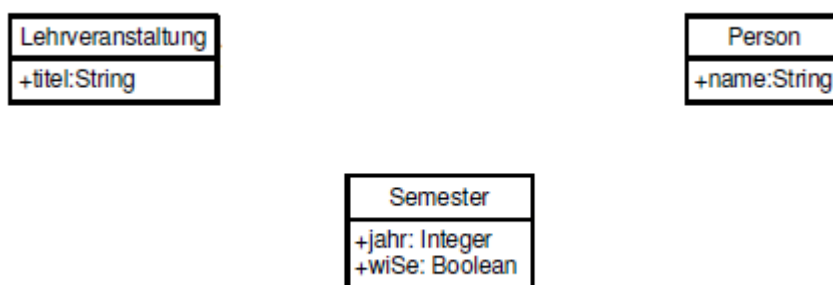 Lehrveranstaltung
+titel:String
Person
+name:String
Semester
+jahr: Integer
+wiSe: Boolean